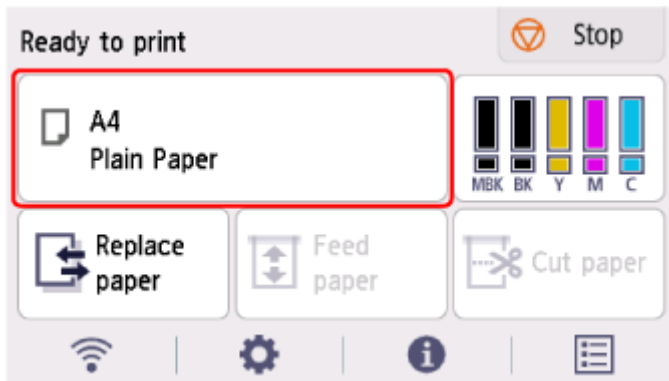 Ready to print
Stop
A4
Plain Paper
MBK BK Y M C
Replace
paper
Feed
paper
Cut paper